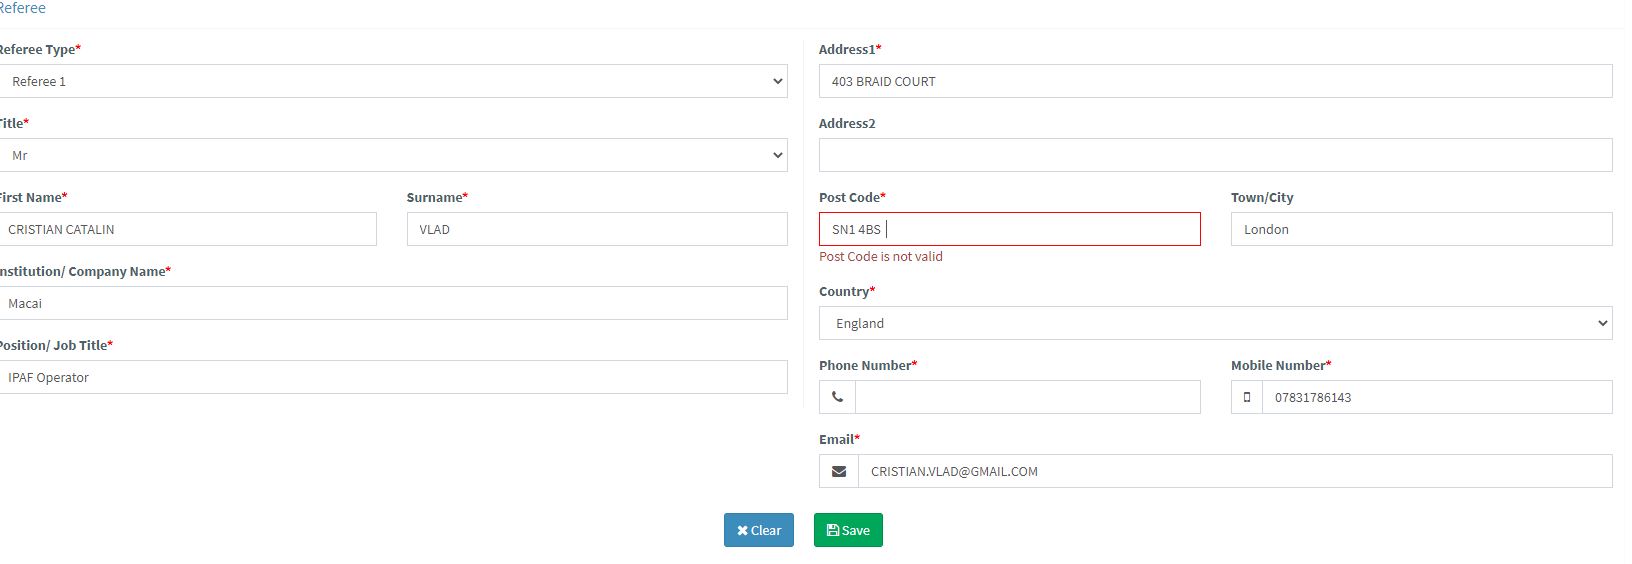 Referee
Referee Type*
Referee 1
Title*
Mr
First Name*
Surname*
CRISTIAN CATALIN
VLAD
Institution/ Company Name*
Macai
Position/ Job Title*
IPAF Operator
Address1*
403 BRAID COURT
Address2
Post Code*
Town/City
SN1 4BS
London
Post Code is not valid
Country*
England
Phone Number*
Mobile Number*
07831786143
Email*
CRISTIAN.VLAD@GMAIL.COM
Clear
Save